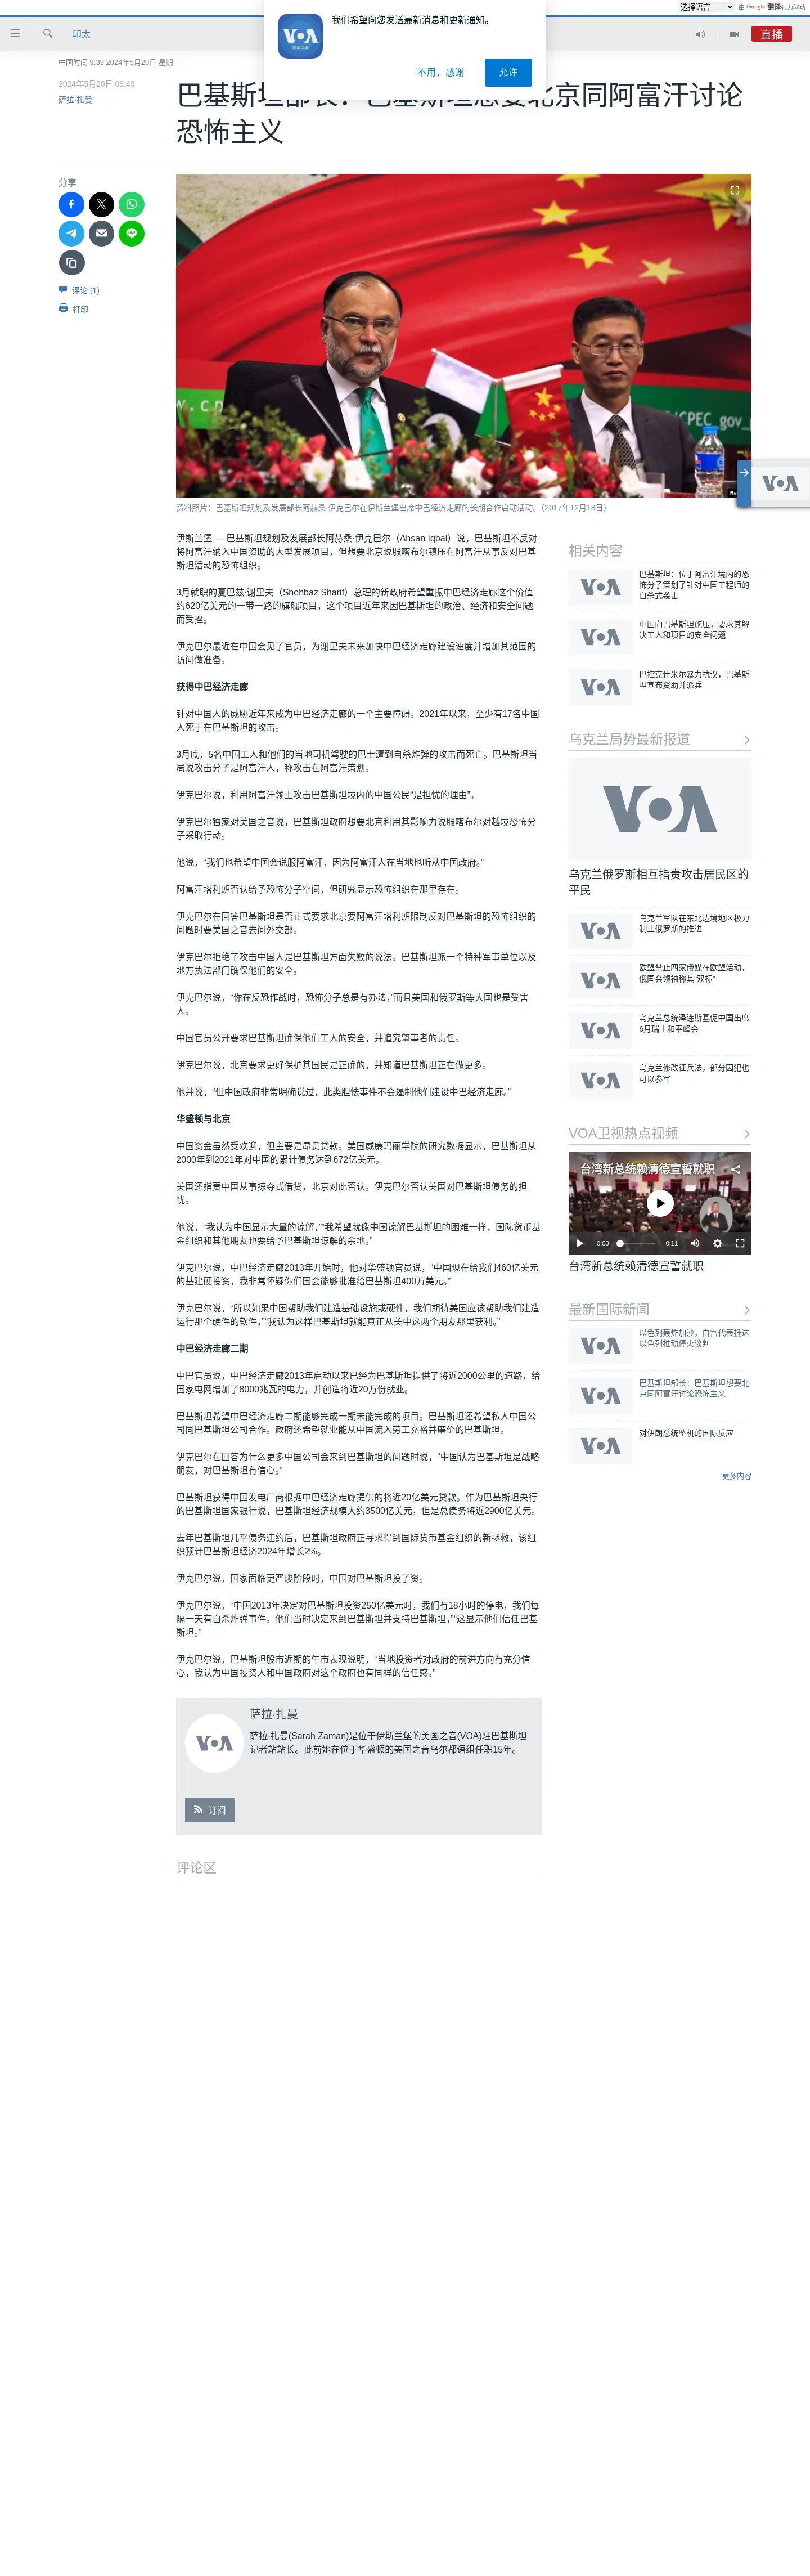 选择语言
由 Google 翻译强力驱动
印太
直播
VOA
美国之音
我们希望向您发送最新消息和更新通知。
不用，感谢
允许
中国时间 9:39 2024年5月20日 星期一
2024年5月20日 08:49
萨拉·扎曼
巴基斯坦部长：巴基斯坦想要北京同阿富汗讨论
恐怖主义
分享
评论 (1)
打印
资料照片：巴基斯坦规划及发展部长阿赫桑·伊克巴尔在伊斯兰堡出席中巴经济走廊的长期合作启动活动。（2017年12月18日）
VOA
伊斯兰堡 — 巴基斯坦规划及发展部长阿赫桑·伊克巴尔（Ahsan Iqbal）说，巴基斯坦不反对
将阿富汗纳入中国资助的大型发展项目，但想要北京说服喀布尔镇压在阿富汗从事反对巴基
斯坦活动的恐怖组织。
3月就职的夏巴兹·谢里夫（Shehbaz Sharif）总理的新政府希望重振中巴经济走廊这个价值
约620亿美元的一带一路的旗舰项目，这个项目近年来因巴基斯坦的政治、经济和安全问题
而受挫。
伊克巴尔最近在中国会见了官员，为谢里夫未来加快中巴经济走廊建设速度并增加其范围的
访问做准备。
获得中巴经济走廊
针对中国人的威胁近年来成为中巴经济走廊的一个主要障碍。2021年以来，至少有17名中国
人死于在巴基斯坦的攻击。
3月底，5名中国工人和他们的当地司机驾驶的巴士遭到自杀炸弹的攻击而死亡。巴基斯坦当
局说攻击分子是阿富汗人，称攻击在阿富汗策划。
伊克巴尔说，利用阿富汗领土攻击巴基斯坦境内的中国公民“是担忧的理由”。
伊克巴尔独家对美国之音说，巴基斯坦政府想要北京利用其影响力说服喀布尔对越境恐怖分
子采取行动。
他说，“我们也希望中国会说服阿富汗，因为阿富汗人在当地也听从中国政府。”
阿富汗塔利班否认给予恐怖分子空间，但研究显示恐怖组织在那里存在。
伊克巴尔在回答巴基斯坦是否正式要求北京要阿富汗塔利班限制反对巴基斯坦的恐怖组织的
问题时要美国之音去问外交部。
伊克巴尔拒绝了攻击中国人是巴基斯坦方面失败的说法。巴基斯坦派一个特种军事单位以及
地方执法部门确保他们的安全。
伊克巴尔说，“你在反恐作战时，恐怖分子总是有办法，”而且美国和俄罗斯等大国也是受害
人。
中国官员公开要求巴基斯坦确保他们工人的安全，并追究肇事者的责任。
伊克巴尔说，北京要求更好保护其国民是正确的，并知道巴基斯坦正在做更多。
他并说，“但中国政府非常明确说过，此类胆怯事件不会遏制他们建设中巴经济走廊。”
华盛顿与北京
中国资金虽然受欢迎，但主要是昂贵贷款。美国威廉玛丽学院的研究数据显示，巴基斯坦从
2000年到2021年对中国的累计债务达到672亿美元。
美国还指责中国从事掠夺式借贷，北京对此否认。伊克巴尔否认美国对巴基斯坦债务的担
忧。
他说，“我认为中国显示大量的谅解，”“我希望就像中国谅解巴基斯坦的困难一样，国际货币基
金组织和其他朋友也要给予巴基斯坦谅解的余地。”
伊克巴尔说，中巴经济走廊2013年开始时，他对华盛顿官员说，“中国现在给我们460亿美元
的基建硬投资，我非常怀疑你们国会能够批准给巴基斯坦400万美元。”
伊克巴尔说，“所以如果中国帮助我们建造基础设施或硬件，我们期待美国应该帮助我们建造
运行那个硬件的软件，”“我认为这样巴基斯坦就能真正从美中这两个朋友那里获利。”
中巴经济走廊二期
中巴官员说，中巴经济走廊2013年启动以来已经为巴基斯坦提供了将近2000公里的道路，给
国家电网增加了8000兆瓦的电力，并创造将近20万份就业。
巴基斯坦希望中巴经济走廊二期能够完成一期未能完成的项目。巴基斯坦还希望私人中国公
司同巴基斯坦公司合作。政府还希望就业能从中国流入劳工充裕并廉价的巴基斯坦。
伊克巴尔在回答为什么更多中国公司会来到巴基斯坦的问题时说，“中国认为巴基斯坦是战略
朋友，对巴基斯坦有信心。”
巴基斯坦获得中国发电厂商根据中巴经济走廊提供的将近20亿美元贷款。作为巴基斯坦央行
的巴基斯坦国家银行说，巴基斯坦经济规模大约3500亿美元，但是总债务将近2900亿美元。
去年巴基斯坦几乎债务违约后，巴基斯坦政府正寻求得到国际货币基金组织的新拯救，该组
织预计巴基斯坦经济2024年增长2%。
伊克巴尔说，国家面临更严峻阶段时，中国对巴基斯坦投了资。
伊克巴尔说，“中国2013年决定对巴基斯坦投资250亿美元时，我们有18小时的停电，我们每
隔一天有自杀炸弹事件。他们当时决定来到巴基斯坦并支持巴基斯坦，”“这显示他们信任巴基
斯坦。”
伊克巴尔说，巴基斯坦股市近期的牛市表现说明，“当地投资者对政府的前进方向有充分信
心，我认为中国投资人和中国政府对这个政府也有同样的信任感。”
VOA
萨拉·扎曼
萨拉·扎曼(Sarah Zaman)是位于伊斯兰堡的美国之音(VOA)驻巴基斯坦
记者站站长。此前她在位于华盛顿的美国之音乌尔都语组任职15年。
订阅
评论区
相关内容
VOA
巴基斯坦：位于阿富汗境内的恐
怖分子策划了针对中国工程师的
自杀式袭击
VOA
中国向巴基斯坦施压，要求其解
决工人和项目的安全问题
VOA
巴控克什米尔暴力抗议，巴基斯
坦宣布资助并派兵
乌克兰局势最新报道
VOA
乌克兰俄罗斯相互指责攻击居民区的
平民
VOA
乌克兰军队在东北边境地区极力
制止俄罗斯的推进
VOA
欧盟禁止四家俄媒在欧盟活动，
俄国会领袖称其“双标”
VOA
乌克兰总统泽连斯基促中国出席
6月瑞士和平峰会
VOA
乌克兰修改征兵法，部分囚犯也
可以参军
VOA卫视热点视频
台湾新总统赖清德宣誓就职
0:00
0:11
台湾新总统赖清德宣誓就职
最新国际新闻
VOA
以色列轰炸加沙，白宫代表抵达
以色列推动停火谈判
VOA
巴基斯坦部长：巴基斯坦想要北
京同阿富汗讨论恐怖主义
VOA
对伊朗总统坠机的国际反应
更多内容